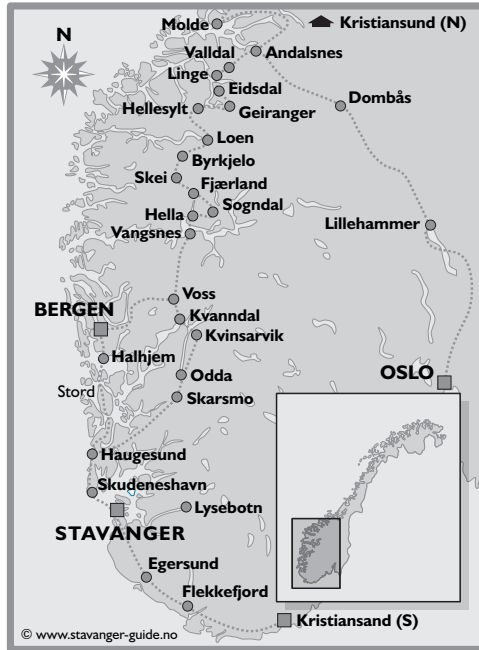 Molde
Kristiansund (N)
N
Valldal
Andalsnes
Linge
Eidsdal
Hellesylt
Geiranger
Dombås
Loen
Byrkjelo
Skei
Fjærland
Sogndal
Hella
Lillehammer
Vangsnes
Voss
BERGEN
Kvanndal
Kvinsarvik
Halhjem
OSLO
Odda
Stord
Skarsmo
Haugesund
Skudeneshavn
Lysebotn
STAVANGER
Egersund
Flekkefjord
Kristiansand (S)
© www.stavanger-guide.no